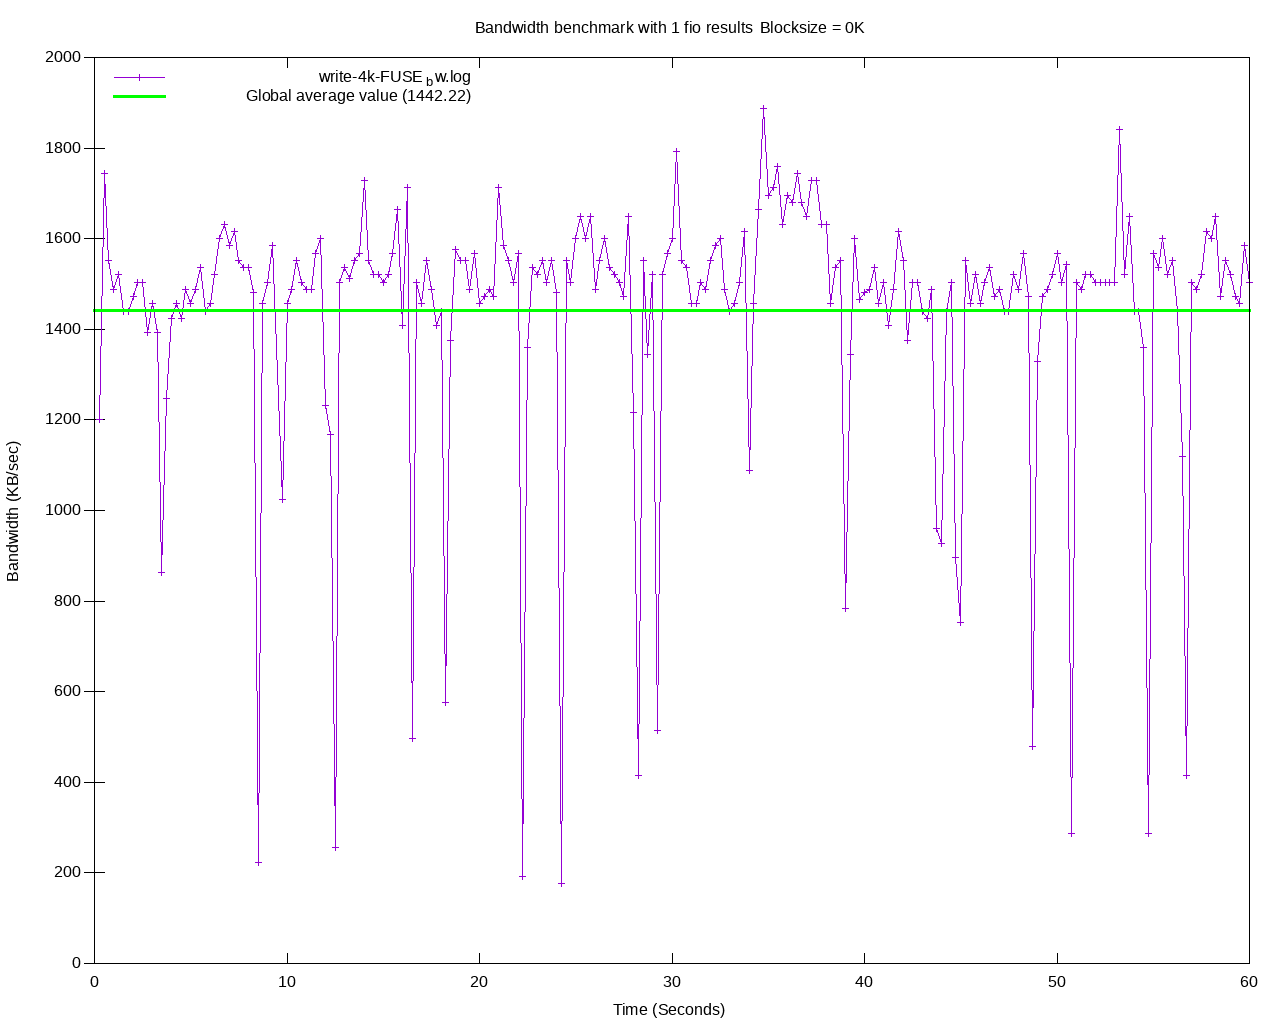 Bandwidth benchmark with 1 fio results Blocksize = 0K
write-4k-FUSE_bw.log
Global average value (1442.22)
2000
1800
1600
1400
1200
1000
800
600
400
200
0
Bandwidth (KB/sec)
0 10 20 30 40 50 60
Time (Seconds)